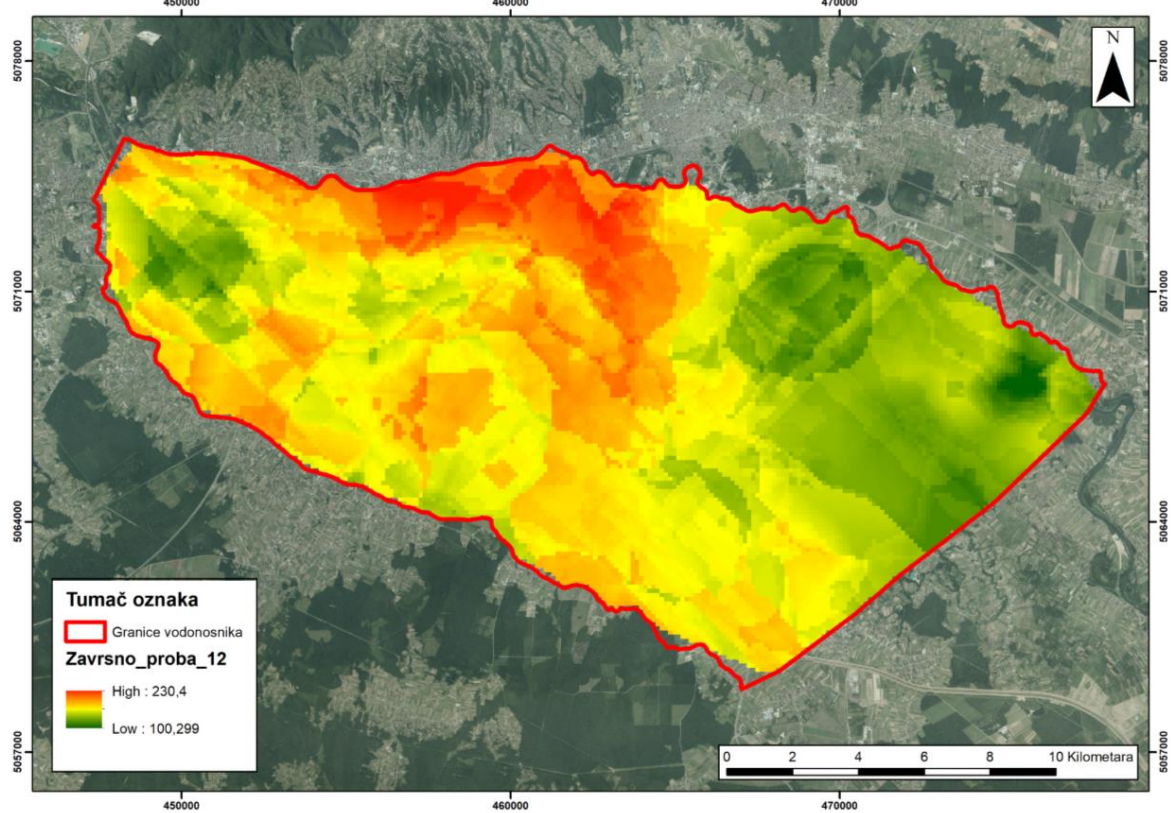 450000
460000
470000
N
5078000
5078000
5071000
5071000
5064000
5064000
Tumač oznaka
Granice vodonosnika
Zavrsno_proba_12
High : 230,4
Low : 100,299
5057000
5057000
0 2 4 6 8 10 Kilometara
450000
460000
470000